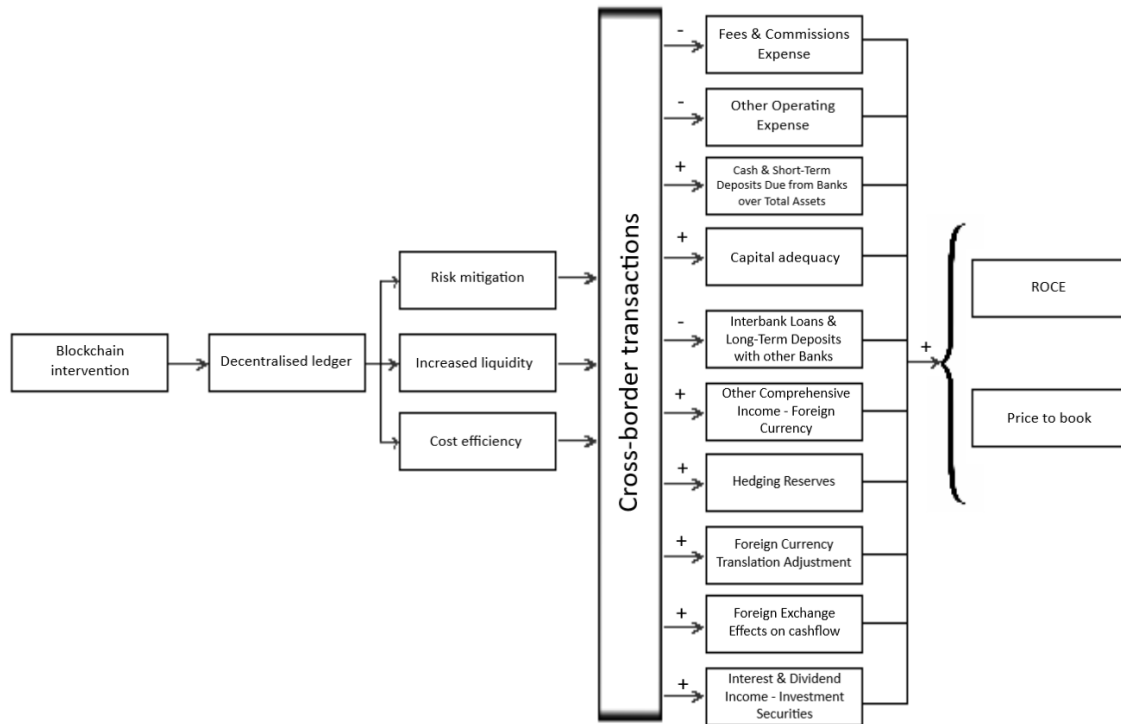 Blockchain
intervention
Decentralised ledger
Risk mitigation
Increased liquidity
Cost efficiency
Cross-border transactions
-
Fees & Commissions
Expense
-
Other Operating
Expense
+
Cash & Short-Term
Deposits Due from Banks
over Total Assets
+
Capital adequacy
-
Interbank Loans &
Long-Term Deposits
with other Banks
+
Other Comprehensive
Income - Foreign
Currency
+
Hedging Reserves
+
Foreign Currency
Translation Adjustment
+
Foreign Exchange
Effects on cashflow
+
Interest & Dividend
Income - Investment
Securities
+
ROCE
Price to book